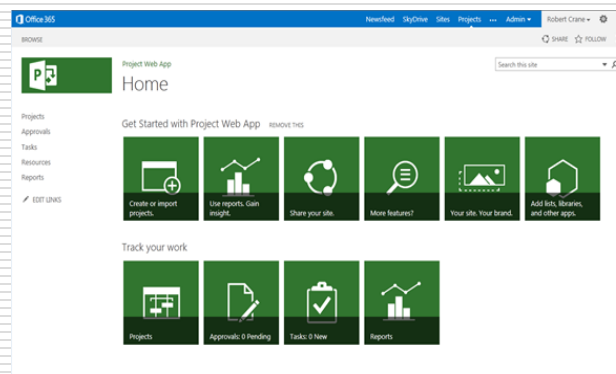 Office 365
Newsfeed SkyDrive Sites Projects ••• Admin Robert Crane
BROWSE
SHARE FOLLOW
P
Project Web App
Search this site
Home
Projects
Approvals
Tasks
Resources
Reports
EDIT LINKS
Get Started with Project Web App REMOVE THIS
Create or import
projects.
Use reports. Gain
insight.
Share your site.
More features?
Your site. Your brand.
Add lists, libraries,
and other apps.
Track your work
Projects
Approvals: 0 Pending
Tasks: 0 New
Reports